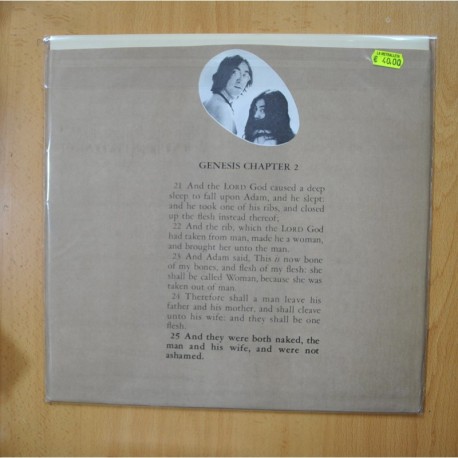 LA METRALLETA
€ 40,00
GENESIS CHAPTER 2
21 And the LORD God caused a deep
sleep to fall upon Adam, and he slept:
and he took one of his ribs, and closed
up the flesh instead thereof;
22 And the rib, which the LORD God
had taken from man, made he a woman,
and brought her unto the man.
23 And Adam said, This is now bone
of my bones, and flesh of my flesh: she
shall be called Woman, because she was
taken out of man.
24 Therefore shall a man leave his
father and his mother, and shall cleave
unto his wife: and they shall be one
flesh.
25 And they were both naked, the
man and his wife, and were not
ashamed.